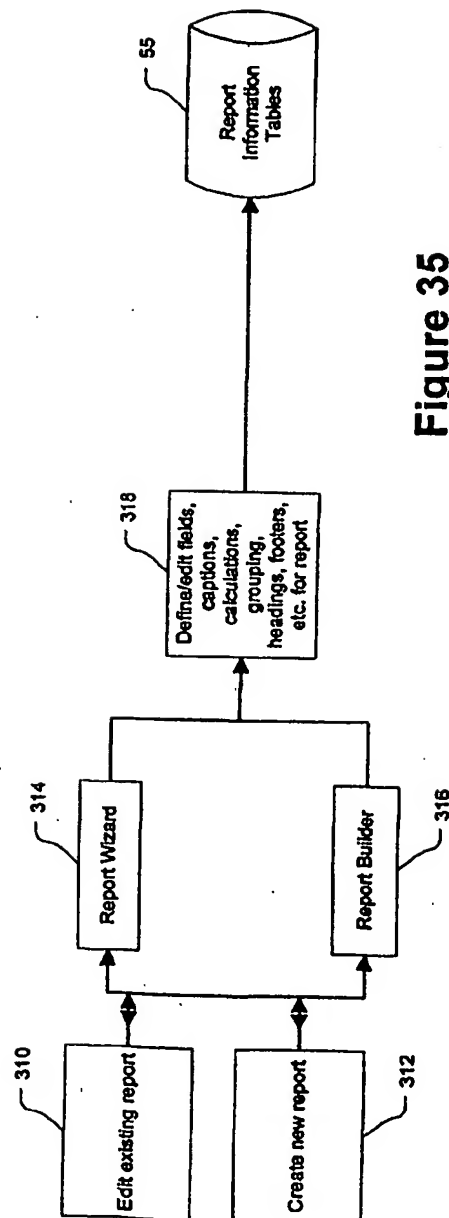 310
Edit existing report
312
Create new report
314
Report Wizard
316
Report Builder
318
Define/edit fields,
captions,
calculations,
grouping,
headings, footers,
etc. for report
55
Report
Information
Tables
Figure 35